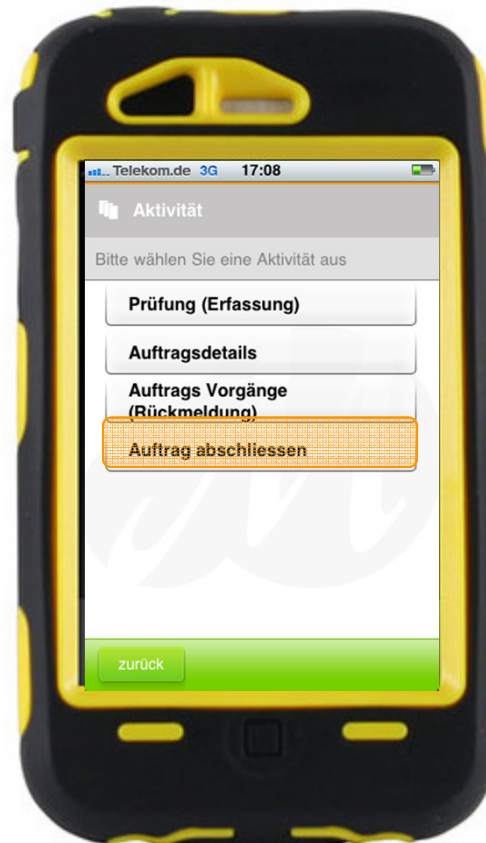 Telekom.de 3G 17:08
Aktivität
Bitte wählen Sie eine Aktivität aus
Prüfung (Erfassung)
Auftragsdetails
Auftrags Vorgänge
(Rückmeldung)
Auftrag abschliessen
zurück